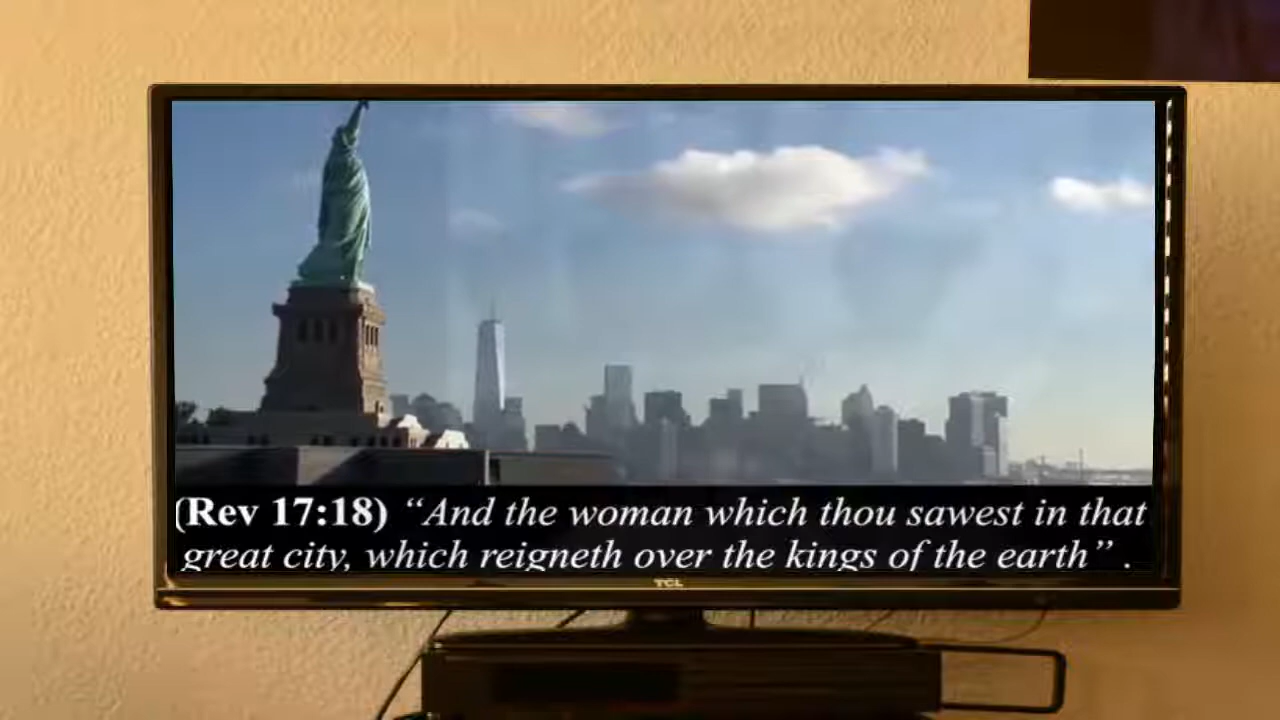 (Rev 17:18) “And the woman which thou sawest in that
great city, which reigneth over the kings of the earth” .
TCL